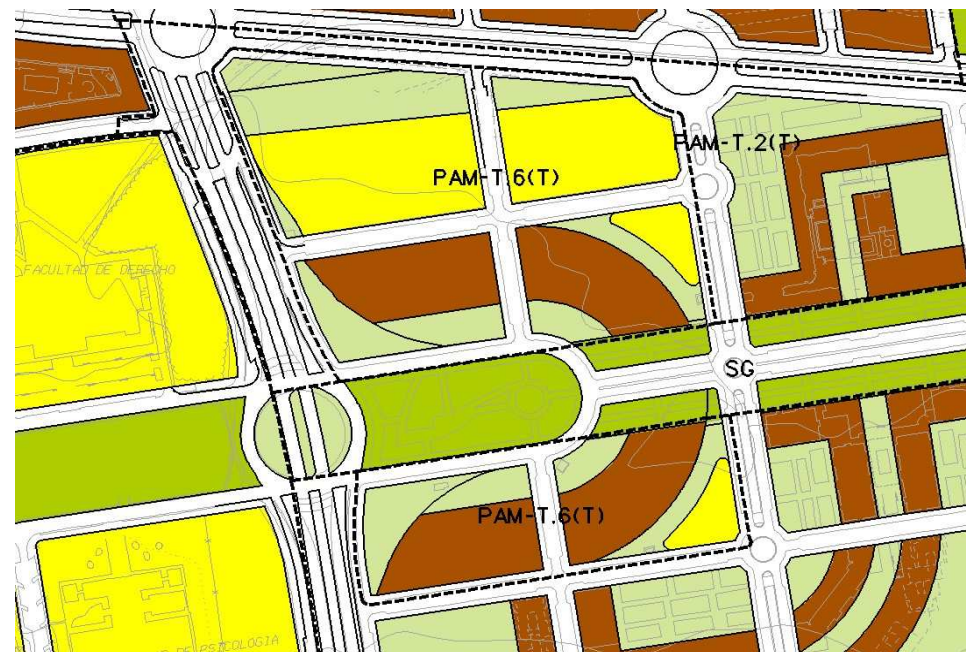 PAM-T.2(T)
PAM-T.6(T)
FACULTAD DE DERECHO
SG
PAM-T.6(T)
DE PSICOLOGIA